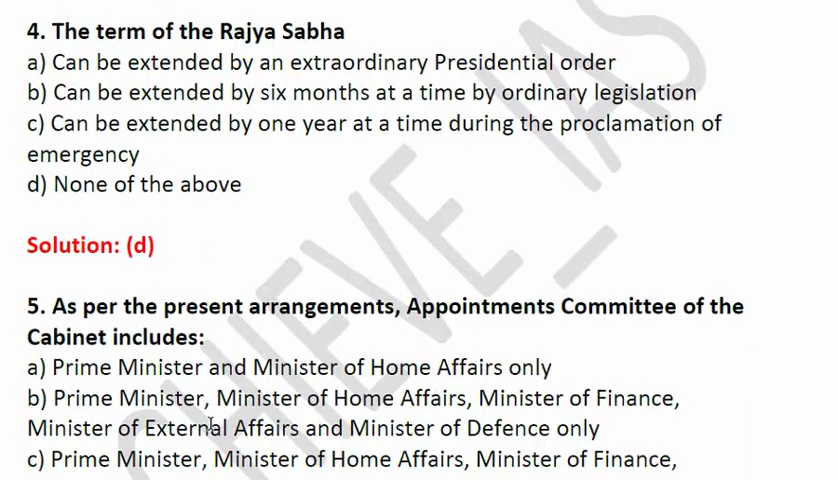 4. The term of the Rajya Sabha
a) Can be extended by an extraordinary Presidential order
b) Can be extended by six months at a time by ordinary legislation
c) Can be extended by one year at a time during the proclamation of
emergency
d) None of the above
Solution: (d)
5. As per the present arrangements, Appointments Committee of the
Cabinet includes:
a) Prime Minister and Minister of Home Affairs only
b) Prime Minister, Minister of Home Affairs, Minister of Finance,
Minister of External Affairs and Minister of Defence only
c) Prime Minister, Minister of Home Affairs, Minister of Finance,
CHIEVE_IAS